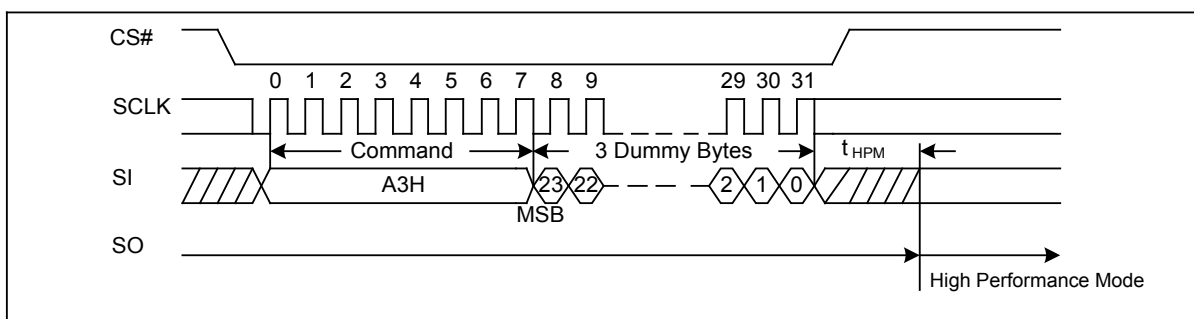 CS#
0 1 2 3 4 5 6 7 8 9 29 30 31
SCLK
Command 3 Dummy Bytes t HPM
SI A3H 23 22 2 1 0
MSB
SO
High Performance Mode